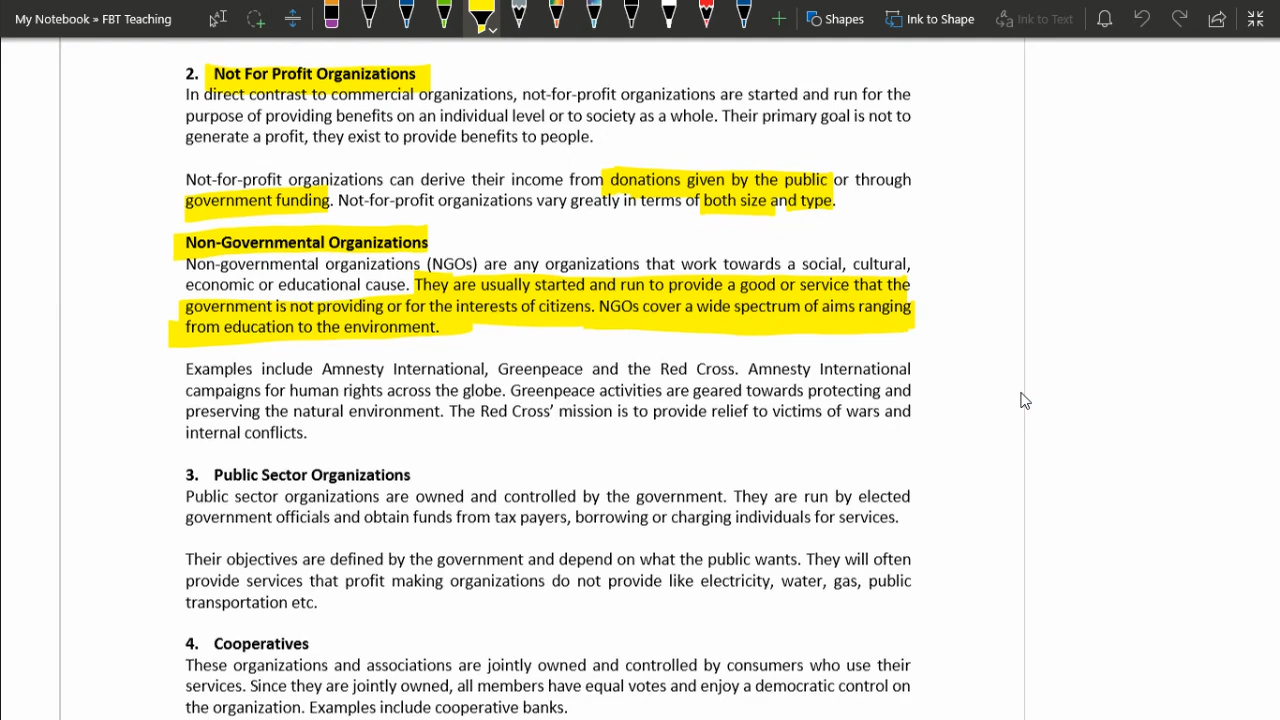 My Notebook » FBT Teaching
Shapes
Ink to Shape
Ink to Text
2. Not For Profit Organizations
In direct contrast to commercial organizations, not-for-profit organizations are started and run for the
purpose of providing benefits on an individual level or to society as a whole. Their primary goal is not to
generate a profit, they exist to provide benefits to people.
Not-for-profit organizations can derive their income from donations given by the public or through
government funding. Not-for-profit organizations vary greatly in terms of both size and type.
Non-Governmental Organizations
Non-governmental organizations (NGOs) are any organizations that work towards a social, cultural,
economic or educational cause. They are usually started and run to provide a good or service that the
government is not providing or for the interests of citizens. NGOs cover a wide spectrum of aims ranging
from education to the environment.
Examples include Amnesty International, Greenpeace and the Red Cross. Amnesty International
campaigns for human rights across the globe. Greenpeace activities are geared towards protecting and
preserving the natural environment. The Red Cross’ mission is to provide relief to victims of wars and
internal conflicts.
3. Public Sector Organizations
Public sector organizations are owned and controlled by the government. They are run by elected
government officials and obtain funds from tax payers, borrowing or charging individuals for services.
Their objectives are defined by the government and depend on what the public wants. They will often
provide services that profit making organizations do not provide like electricity, water, gas, public
transportation etc.
4. Cooperatives
These organizations and associations are jointly owned and controlled by consumers who use their
services. Since they are jointly owned, all members have equal votes and enjoy a democratic control on
the organization. Examples include cooperative banks.